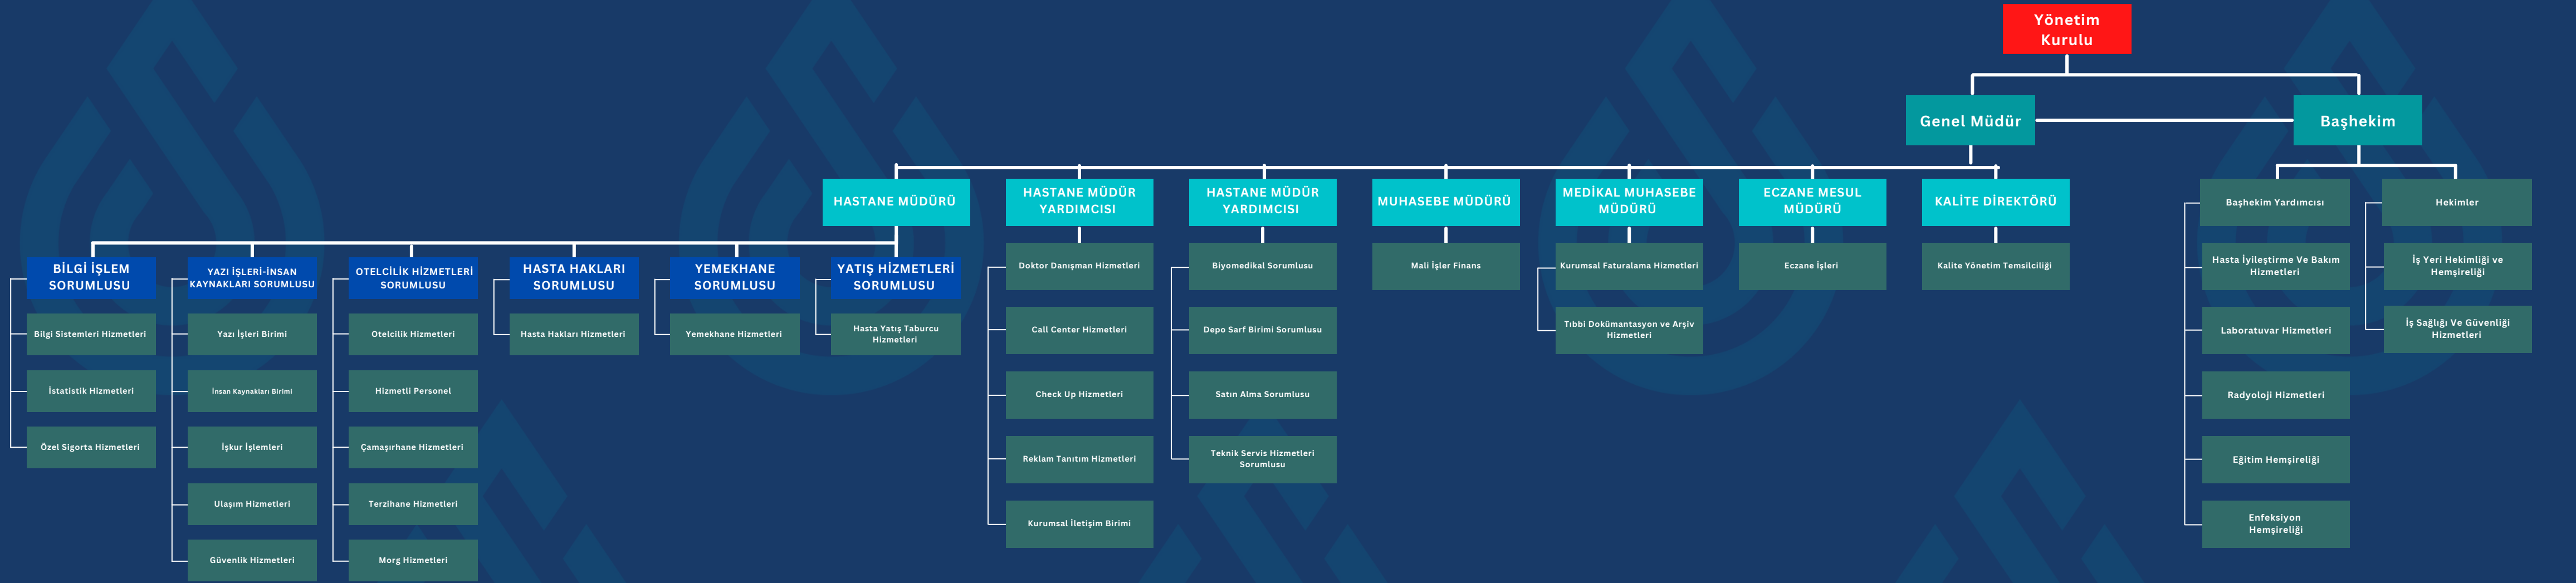 Yönetim
Kurulu
Genel Müdür
Başhekim
HASTANE MÜDÜRÜ
HASTANE MÜDÜR
YARDIMCISI
HASTANE MÜDÜR
YARDIMCISI
MUHASEBE MÜDÜRÜ
MEDİKAL MUHASEBE
MÜDÜRÜ
ECZANE MESUL
MÜDÜRÜ
KALİTE DİREKTÖRÜ
Başhekim Yardımcısı
Hekimler
BİLGİ İŞLEM
SORUMLUSU
Bilgi Sistemleri Hizmetleri
İstatistik Hizmetleri
Özel Sigorta Hizmetleri
YAZI İŞLERİ-İNSAN
KAYNAKLARI SORUMLUSU
Yazı İşleri Birimi
İnsan Kaynakları Birimi
İşkur İşlemleri
Ulaşım Hizmetleri
Güvenlik Hizmetleri
OTELCİLİK HİZMETLERİ
SORUMLUSU
Otelcilik Hizmetleri
Hizmetli Personel
Çamaşırhane Hizmetleri
Terzihane Hizmetleri
Morg Hizmetleri
HASTA HAKLARI
SORUMLUSU
Hasta Hakları Hizmetleri
YEMEKHANE
SORUMLUSU
Yemekhane Hizmetleri
YATIŞ HİZMETLERİ
SORUMLUSU
Hasta Yatış Taburcu
Hizmetleri
Doktor Danışman Hizmetleri
Call Center Hizmetleri
Check Up Hizmetleri
Reklam Tanıtım Hizmetleri
Kurumsal İletişim Birimi
Biyomedikal Sorumlusu
Depo Sarf Birimi Sorumlusu
Satın Alma Sorumlusu
Teknik Servis Hizmetleri
Sorumlusu
Mali İşler Finans
Kurumsal Faturalama Hizmetleri
Tıbbi Dokümantasyon ve Arşiv
Hizmetleri
Eczane İşleri
Kalite Yönetim Temsilciliği
Hasta İyileştirme Ve Bakım
Hizmetleri
Laboratuvar Hizmetleri
Radyoloji Hizmetleri
Eğitim Hemşireliği
Enfeksiyon
Hemşireliği
İş Yeri Hekimliği ve
Hemşireliği
İş Sağlığı Ve Güvenliği
Hizmetleri